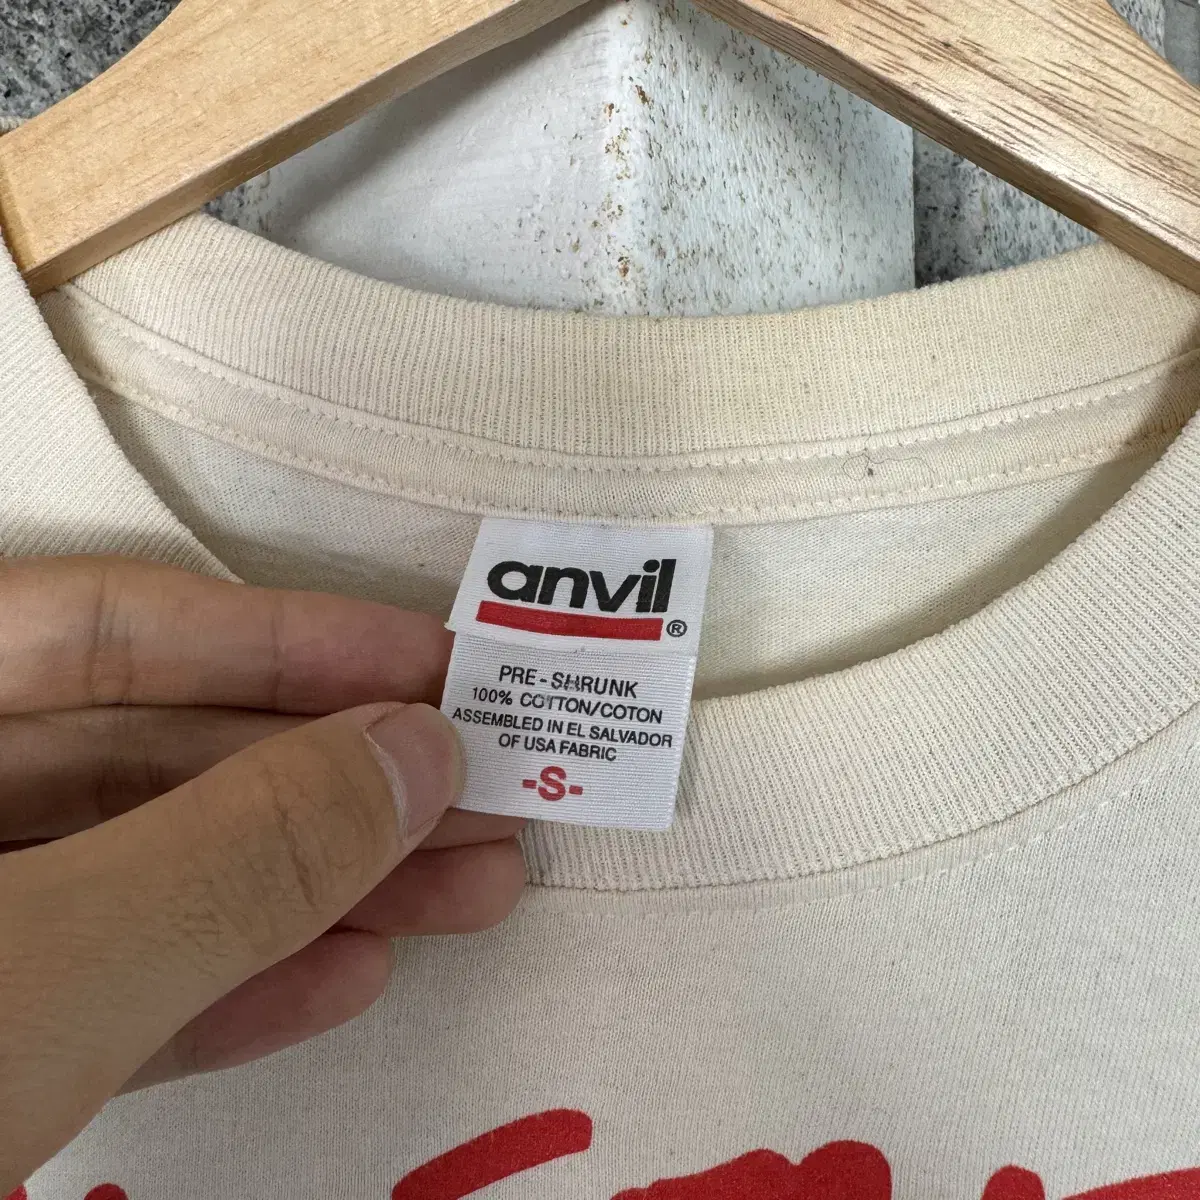 anvil®
PRE-SHRUNK
100% COTTON/COTON
ASSEMBLED IN EL SALVADOR
OF USA FABRIC
-S-